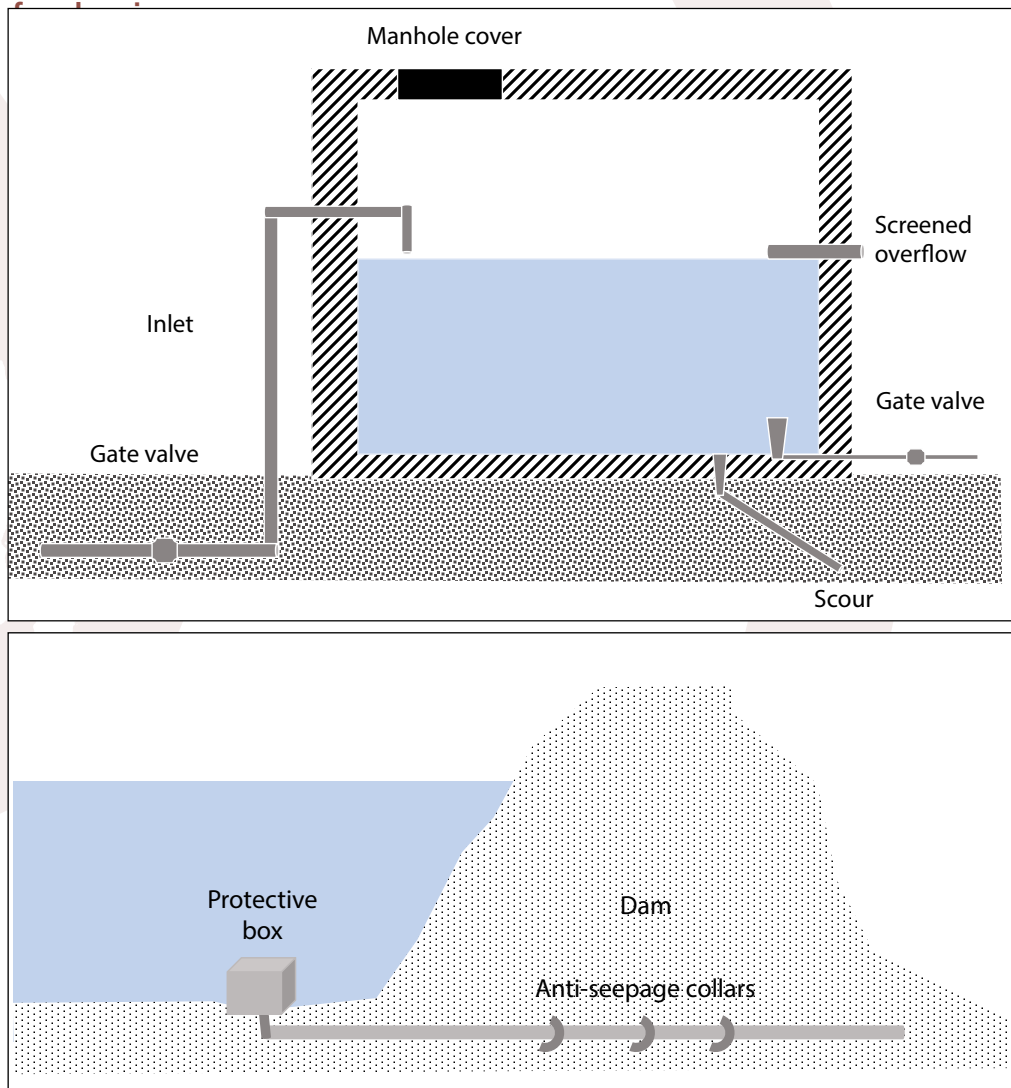 Manhole cover
Screened
overflow
Inlet
Gate valve
Gate valve
Scour
Protective
box
Dam
Anti-seepage collars